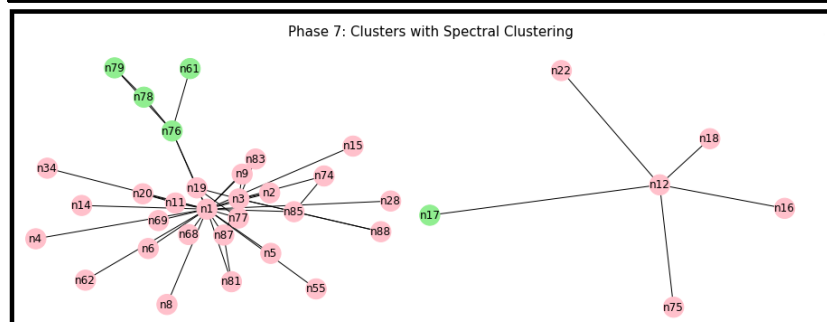 Phase 7: Clusters with Spectral Clustering
n79
n61
n22
n78
n76
n18
n15
n83
n34
n9
n74
n19
n12
n20
n2
n3
n28
n11
n14
n1
n85
n16
n17
n69
n77
n88
n68
n87
n4
n6
n5
n62
n81
n55
n8
n75